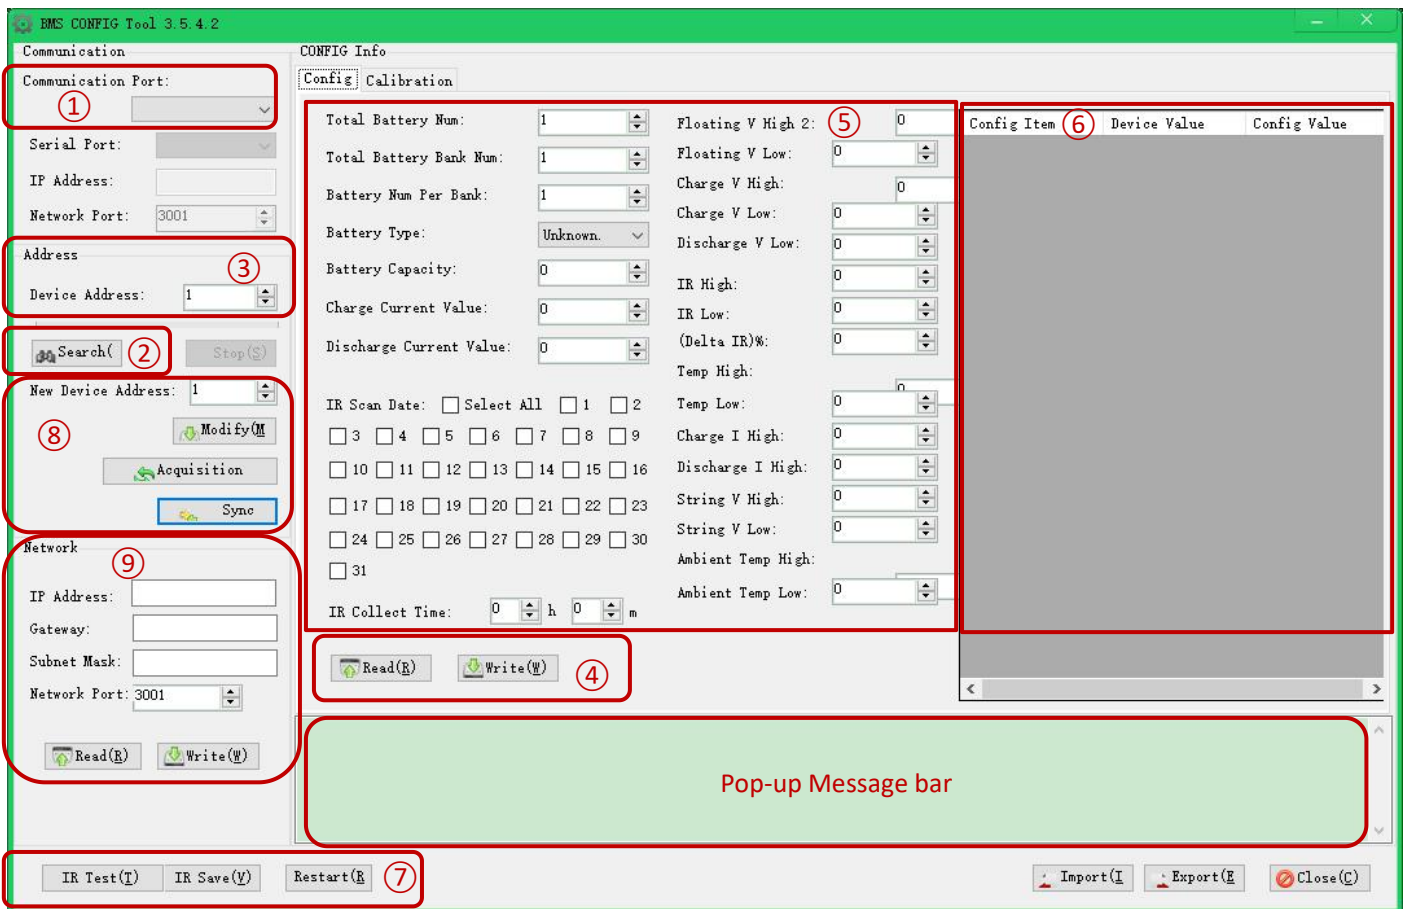 BMS CONFIG Tool 3.5.4.2
Communication
Communication Port:
①
Serial Port:
IP Address:
Network Port: 3001
Address
③
Device Address: 1
Search(
②
Stop(S)
New Device Address: 1
⑧
Modify(M
Acquisition
Sync
Network
⑨
IP Address:
Gateway:
Subnet Mask:
Network Port: 3001
Read(R) Write(W)
CONFIG Info
Config Calibration
Total Battery Num: 1
Total Battery Bank Num: 1
Battery Num Per Bank: 1
Battery Type: Unknown.
Battery Capacity: 0
Charge Current Value: 0
Discharge Current Value: 0
IR Scan Date: Select All 1 2
3 4 5 6 7 8 9
10 11 12 13 14 15 16
17 18 19 20 21 22 23
24 25 26 27 28 29 30
31
IR Collect Time: 0 h 0 m
Floating V High 2: ⑤ 0
Floating V Low: 0
Charge V High: 0
Charge V Low: 0
Discharge V Low: 0
IR High: 0
IR Low: 0
(Delta IR)%: 0
Temp High: 0
Temp Low: 0
Charge I High: 0
Discharge I High: 0
String V High: 0
String V Low: 0
Ambient Temp High:
Ambient Temp Low: 0
Config Item ⑥ Device Value Config Value
Read(R) Write(W) ④
Pop-up Message bar
IR Test(T) IR Save(V) Restart(R ⑦
Import(I Export(E Close(C)